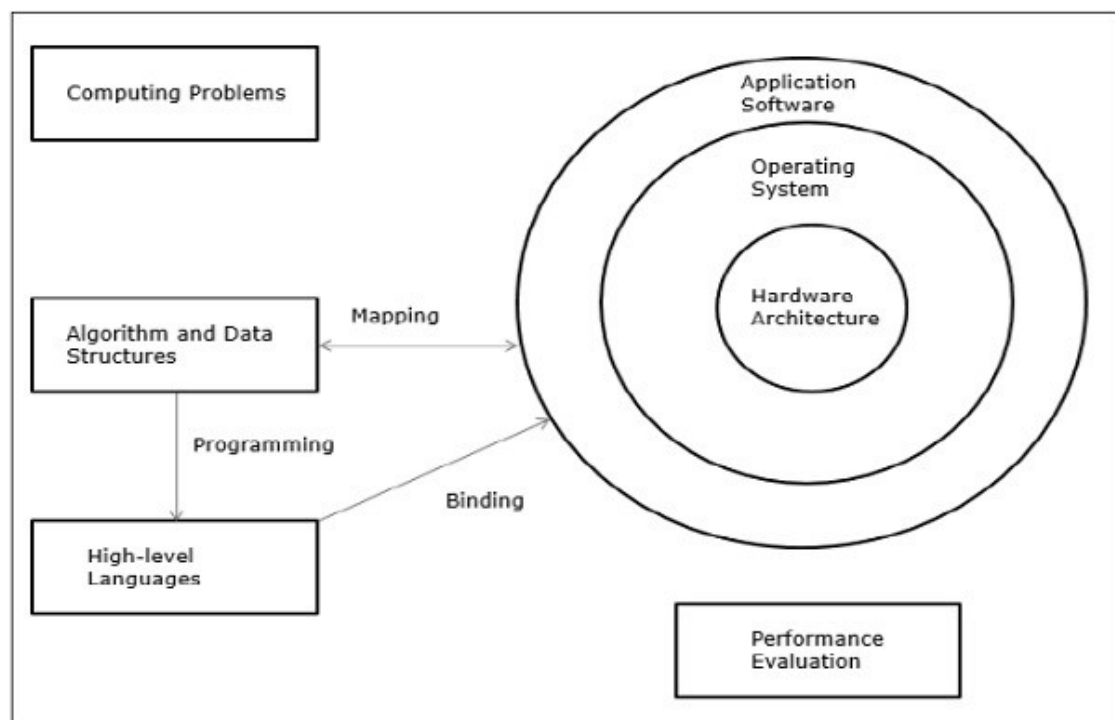 Computing Problems
Application
Software
Operating
System
Hardware
Architecture
Mapping
Algorithm and Data
Structures
Programming
Binding
High-level
Languages
Performance
Evaluation